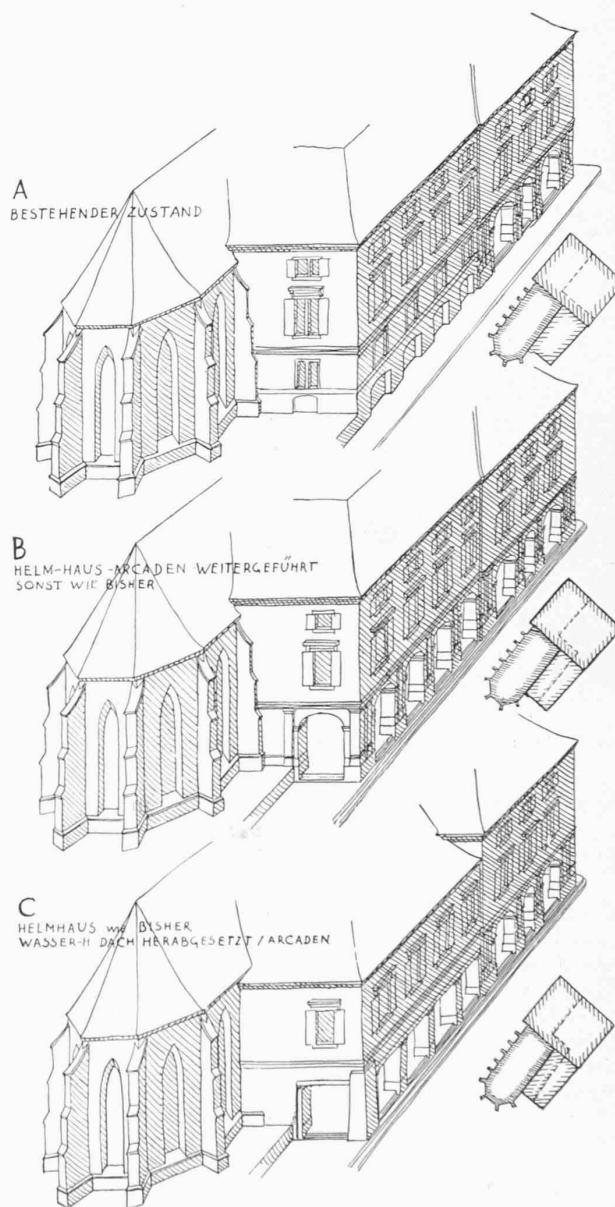 A
BESTEHENDER ZUSTAND
B
HELM-HAUS-ARCADEN WEITERGEFÜHRT
SONST WIE BISHER
C
HELMHAUS WIE BISHER
WASSER-H DACH HERABGESETZT / ARCADEN